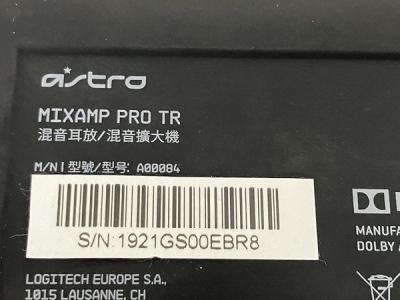 astro
MIXAMP PRO TR
混音耳放/混音擴大機
M/N | 型號/型号: A00084
S/N:1921GS00EBR8
MANUFA
DOLBY
LOGITECH EUROPE S.A.,
1015 LAUSANNE, CH